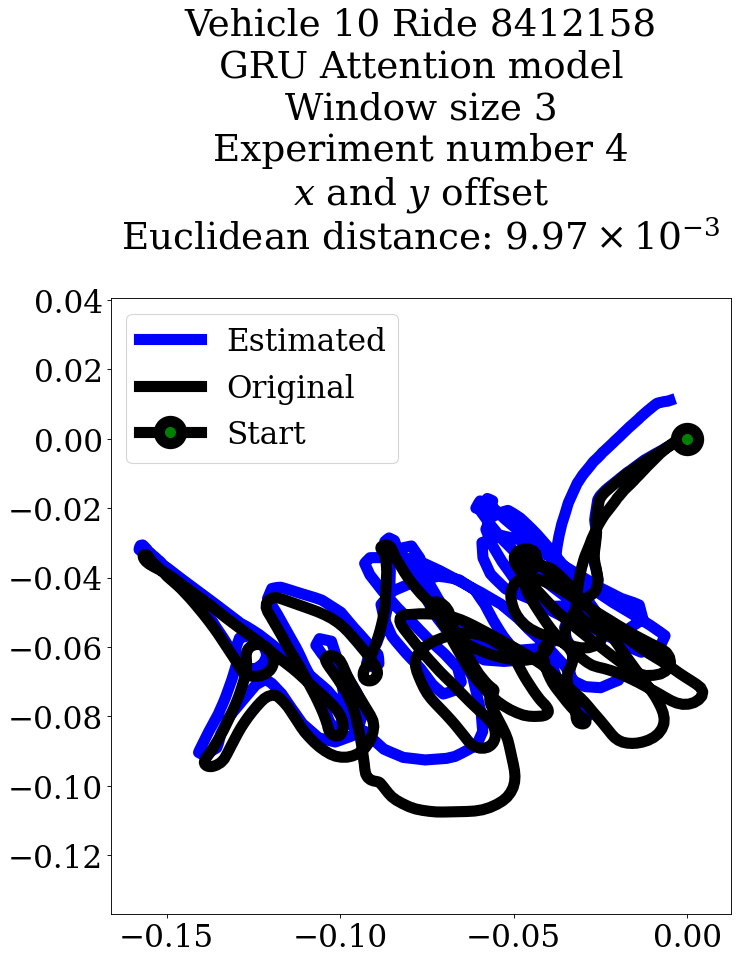 Vehicle 10 Ride 8412158
GRU Attention model
Window size 3
Experiment number 4
x and y offset
Euclidean distance: 9.97 × 10⁻³
0.04
0.02
0.00
−0.02
−0.04
−0.06
−0.08
−0.10
−0.12
Estimated
Original
Start
−0.15
−0.10
−0.05
0.00